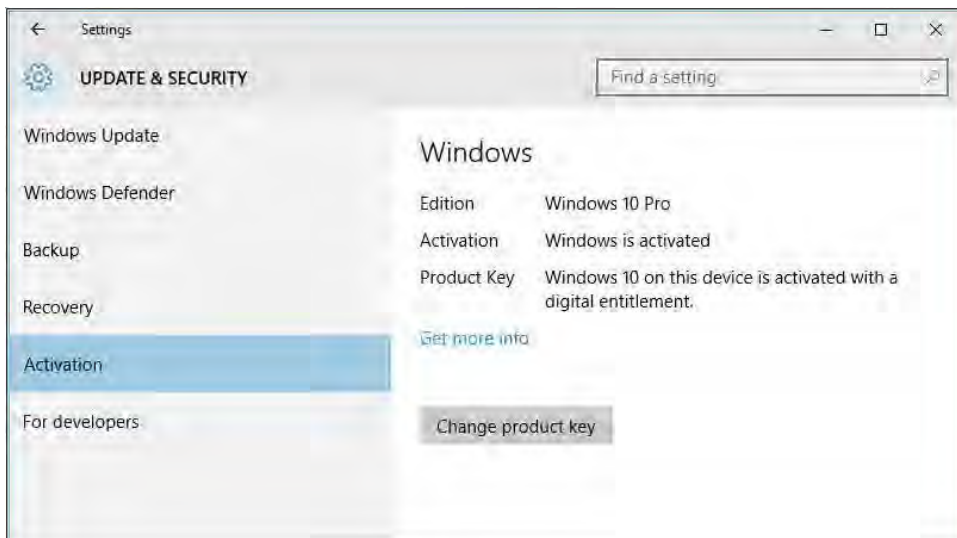 Settings
UPDATE & SECURITY
Find a setting
Windows Update
Windows Defender
Backup
Recovery
Activation
For developers
Windows
Edition Windows 10 Pro
Activation Windows is activated
Product Key Windows 10 on this device is activated with a
digital entitlement.
Get more info
Change product key